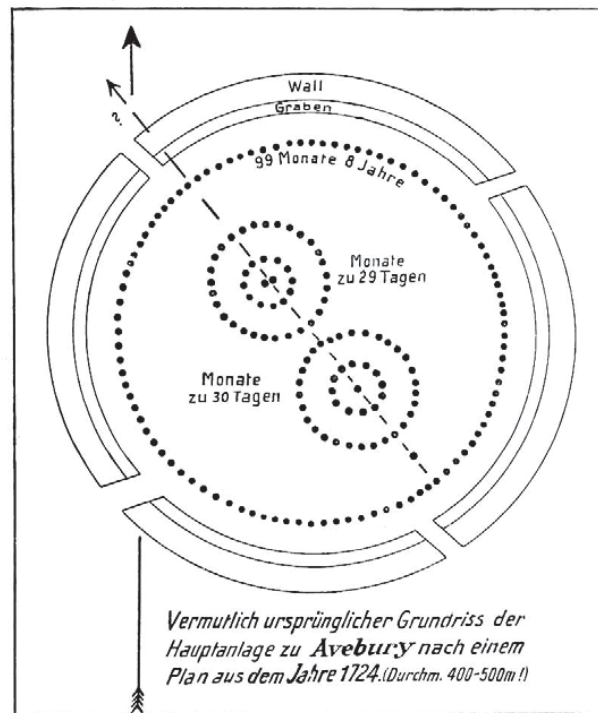 ?
Wall
Graben
99 Monate 8 Jahre
Monate
zu 29 Tagen
Monate
zu 30 Tagen
Vermutlich ursprünglicher Grundriss der
Hauptanlage zu Avebury nach einem
Plan aus dem Jahre 1724. (Durchm. 400-500m!)